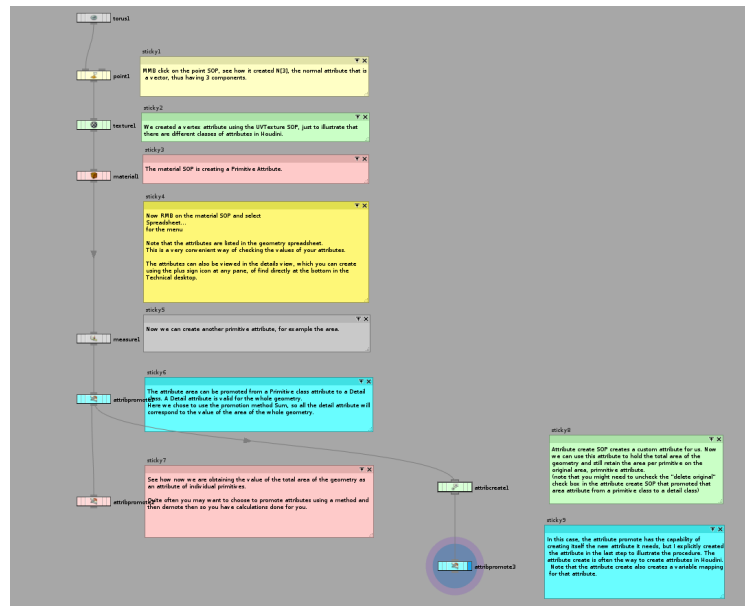 torus1
sticky1
MMB click on the point SOP, see how it created N[3], the normal attribute that is
a vector, thus having 3 components.
point1
sticky2
We created a vertex attribute using the UVTexture SOP, just to illustrate that
there are different classes of attributes in Houdini.
texture1
sticky3
The material SOP is creating a Primitive Attribute.
material1
sticky4
Now RMB on the material SOP and select
Spreadsheet...
for the menu
Note that the attributes are listed in the geometry spreadsheet.
This is a very convenient way of checking the values of your attributes.
The attributes can also be viewed in the details view, which you can create
using the plus sign icon at any pane, of find directly at the bottom in the
Technical desktop.
sticky5
Now we can create another primitive attribute, for example the area.
measure1
sticky6
The attribute area can be promoted from a Primitive class attribute to a Detail
class. A Detail attribute is valid for the whole geometry.
Here we chose to use the promotion method Sum, so all the detail attribute will
correspond to the value of the area of the whole geometry.
attribpromote
sticky7
See how now we are obtaining the value of the total area of the geometry as
an attribute of individual primitives.
Quite often you may want to choose to promote attributes using a method and
then demote then so you have calculations done for you.
attribpromote
sticky8
Attribute create SOP creates a custom attribute for us. Now
we can use this attribute to hold the total area of the
geometry and still retain the area per primitive on the
original area, primitive attribute.
(note that you might need to uncheck the "delete original"
check box in the attribute create SOP that promoted that
area attribute from a primitive class to a detail class)
attribcreate1
sticky9
In this case, the attribute promote has the capability of
creating itself the new attribute it needs, but I explicitly created
the attribute in the last step to illustrate the procedure. The
attribute create is often the way to create attributes in Houdini.
Note that the attribute create also creates a variable mapping
for that attribute.
attribpromote3